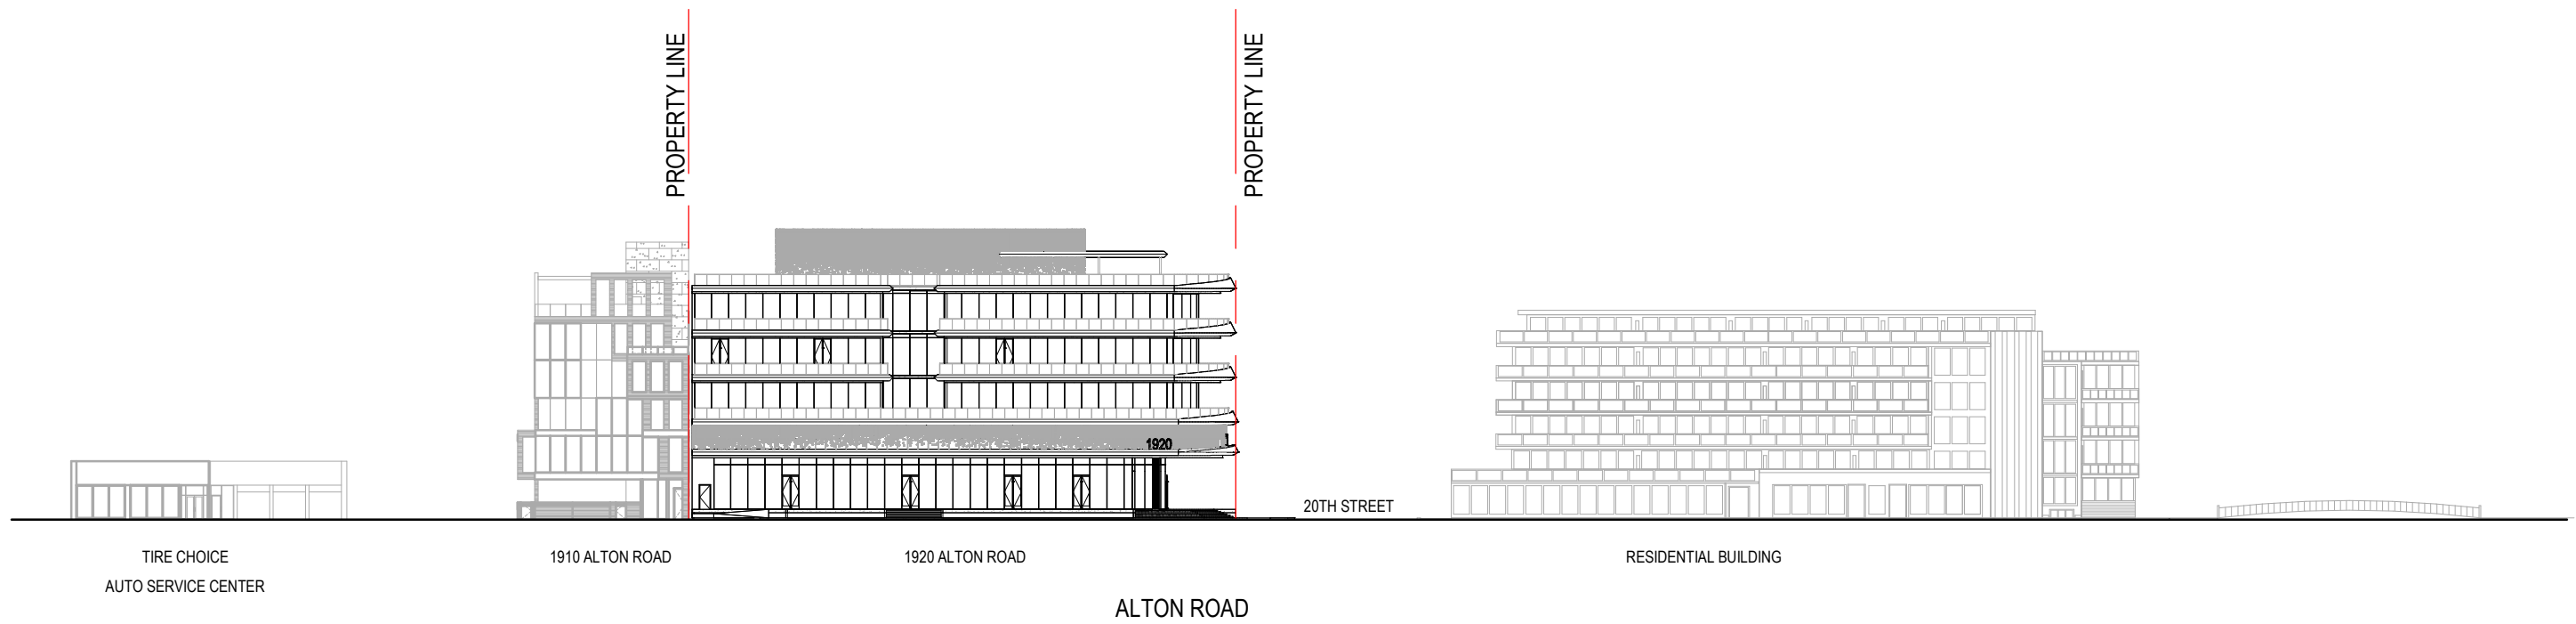 PROPERTY LINE
PROPERTY LINE
1920
20TH STREET
TIRE CHOICE
AUTO SERVICE CENTER
1910 ALTON ROAD
1920 ALTON ROAD
RESIDENTIAL BUILDING
ALTON ROAD